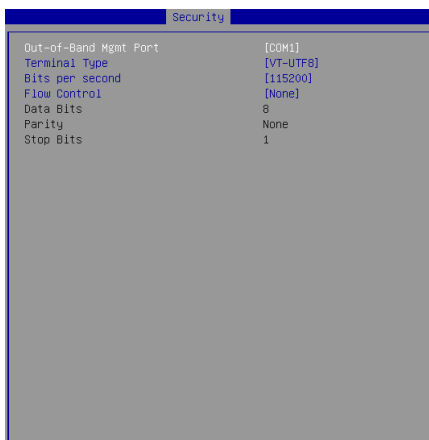 Security
Out-of-Band Mgmt Port [COM1]
Terminal Type [VT-UTF8]
Bits per second [115200]
Flow Control [None]
Data Bits 8
Parity None
Stop Bits 1